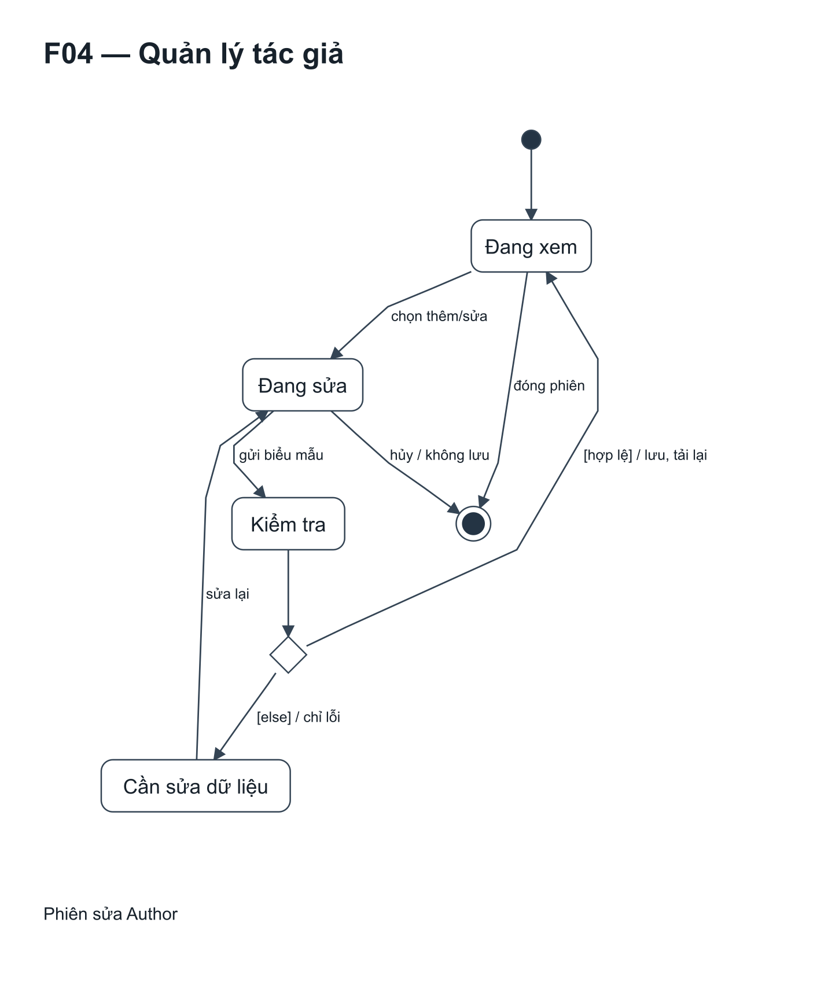 F04 — Quản lý tác giả
Đang xem
chọn thêm/sửa
Đang sửa
đóng phiên
gửi biểu mẫu
hủy / không lưu
[hợp lệ] / lưu, tải lại
Kiểm tra
sửa lại
[else] / chỉ lỗi
Cần sửa dữ liệu
Phiên sửa Author